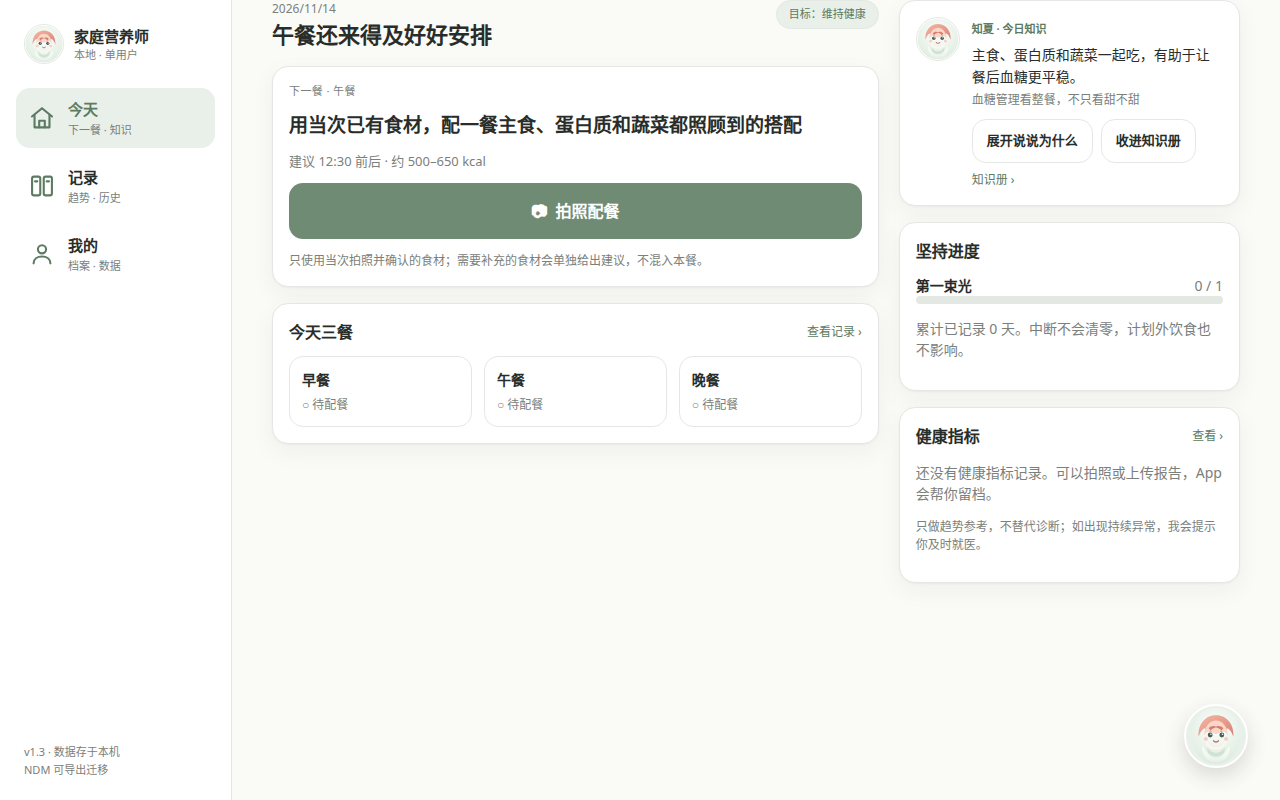 家庭营养师
本地 · 单用户
今天
下一餐 · 知识
记录
趋势 · 历史
我的
档案 · 数据
v1.3 · 数据存于本机
NDM 可导出迁移
2026/11/14
午餐还来得及好好安排
目标：维持健康
下一餐 · 午餐
用当次已有食材，配一餐主食、蛋白质和蔬菜都照顾到的搭配
建议 12:30 前后 · 约 500–650 kcal
拍照配餐
只使用当次拍照并确认的食材；需要补充的食材会单独给出建议，不混入本餐。
今天三餐
查看记录 ›
早餐
○ 待配餐
午餐
○ 待配餐
晚餐
○ 待配餐
知夏 · 今日知识
主食、蛋白质和蔬菜一起吃，有助于让
餐后血糖更平稳。
血糖管理看整餐，不只看甜不甜
展开说说为什么
收进知识册
知识册 ›
坚持进度
第一束光
0 / 1
累计已记录 0 天。中断不会清零，计划外饮食也
不影响。
健康指标
查看 ›
还没有健康指标记录。可以拍照或上传报告，App
会帮你留档。
只做趋势参考，不替代诊断；如出现持续异常，我会提示
你及时就医。